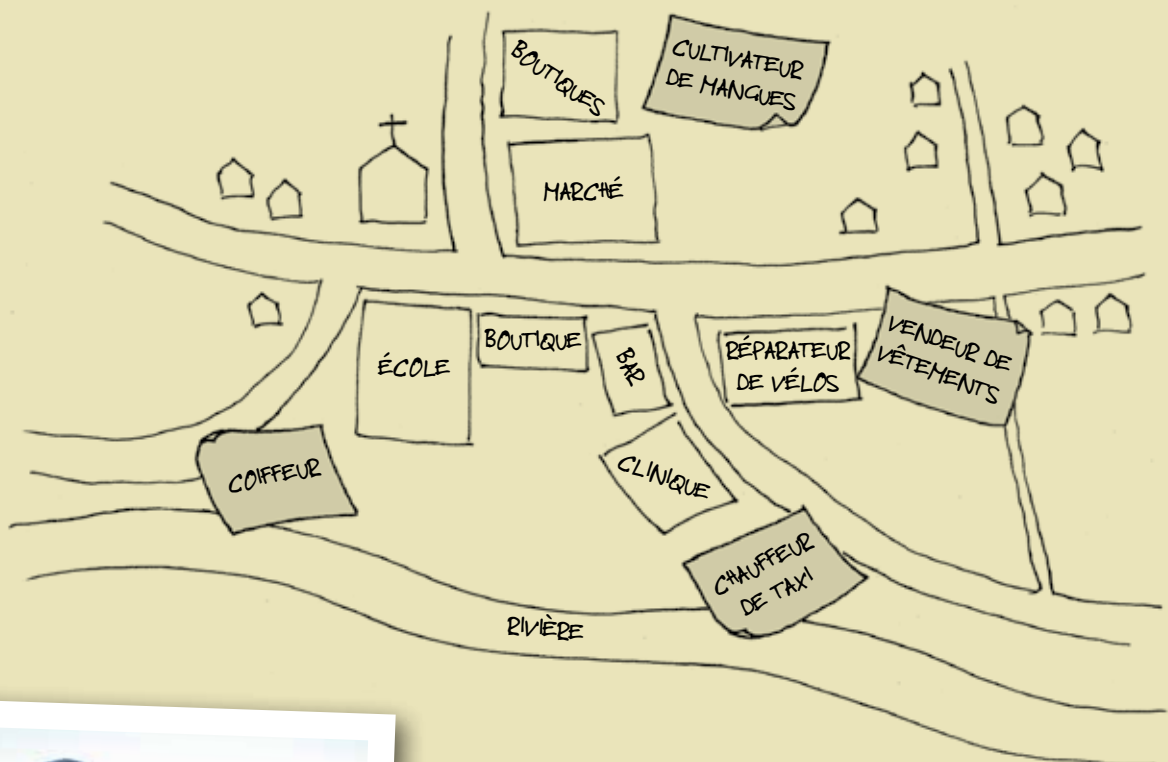 BOUTIQUES
CULTIVATEUR
DE MANGUES
MARCHÉ
ÉCOLE
BOUTIQUE
BAR
RÉPARATEUR
DE VÉLOS
VENDEUR DE
VÊTEMENTS
COIFFEUR
CLINIQUE
CHAUFFEUR
DE TAXI
RIVIÈRE